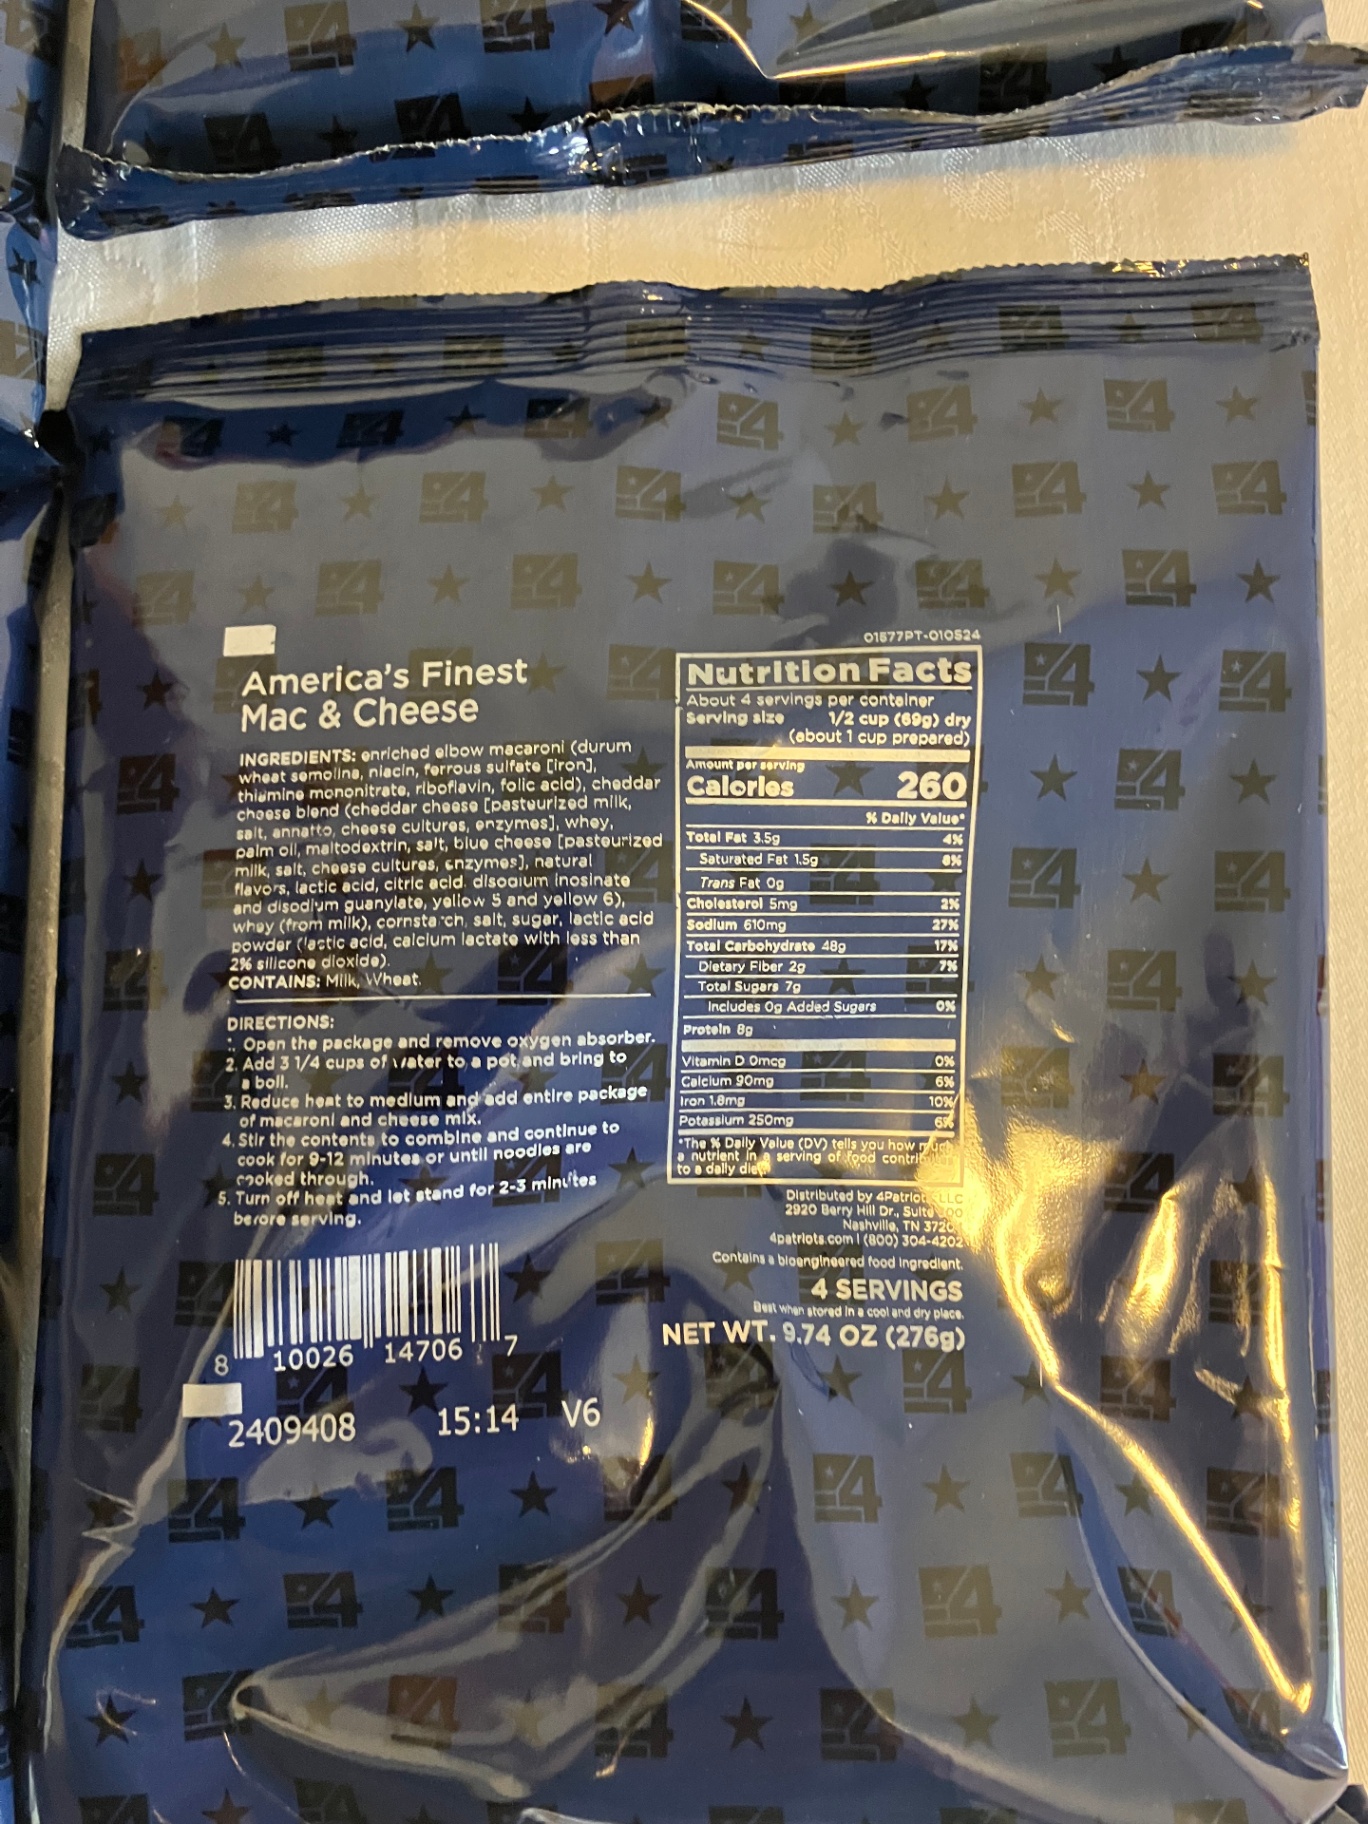 01577PT-010524
America's Finest
Mac & Cheese
INGREDIENTS: enriched elbow macaroni (durum
wheat semolina, niacin, ferrous sulfate [iron],
thiamine mononitrate, riboflavin, folic acid), cheddar
cheese blend (cheddar cheese [pasteurized milk,
salt, annatto, cheese cultures, enzymes], whey,
palm oil, maltodextrin, salt, blue cheese [pasteurized
milk, salt, cheese cultures, enzymes], natural
flavors, lactic acid, citric acid, disodium inosinate
and disodium guanylate, yellow 5 and yellow 6),
whey (from milk), cornstarch, salt, sugar, lactic acid
powder (lactic acid, calcium lactate with less than
2% silicone dioxide).
CONTAINS: Milk, Wheat.
DIRECTIONS:
1. Open the package and remove oxygen absorber.
2. Add 3 1/4 cups of water to a pot and bring to
a boil.
3. Reduce heat to medium and add entire package
of macaroni and cheese mix.
4. Stir the contents to combine and continue to
cook for 9-12 minutes or until noodles are
cooked through.
5. Turn off heat and let stand for 2-3 minutes
before serving.
8 10026 14706 7
2409408 15:14 V6
Nutrition Facts
About 4 servings per container
Serving size 1/2 cup (69g) dry
(about 1 cup prepared)
Amount per serving
Calories 260
% Daily Value*
Total Fat 3.5g 4%
Saturated Fat 1.5g 8%
Trans Fat 0g
Cholesterol 5mg 2%
Sodium 610mg 27%
Total Carbohydrate 48g 17%
Dietary Fiber 2g 7%
Total Sugars 7g
Includes 0g Added Sugars 0%
Protein 8g
Vitamin D 0mcg 0%
Calcium 90mg 6%
Iron 1.8mg 10%
Potassium 250mg 6%
*The % Daily Value (DV) tells you how much
a nutrient in a serving of food contributes
to a daily diet.
Distributed by 4Patriots LLC
2920 Berry Hill Dr., Suite
Nashville, TN
4patriots.com | (800) 304-4202
Contains a bioengineered food ingredient.
4 SERVINGS
Best when stored in a cool and dry place.
NET WT. 9.74 OZ (276g)